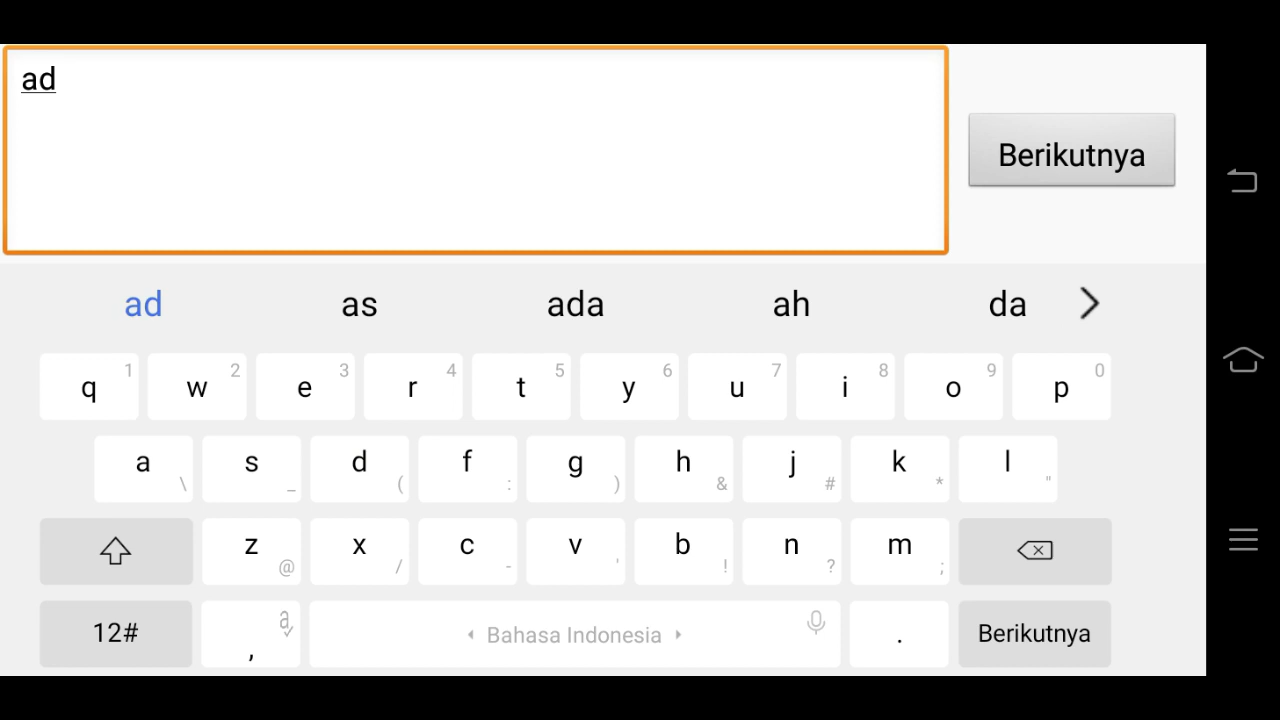 ad
Berikutnya
ad as ada ah da
q 1 w 2 e 3 r 4 t 5 y 6 u 7 i 8 o 9 p 0
a \ s _ d ( f : g ) h & j # k * l "
z @ x / c - v ' b ! n ? m ;
12# , a Bahasa Indonesia . Berikutnya